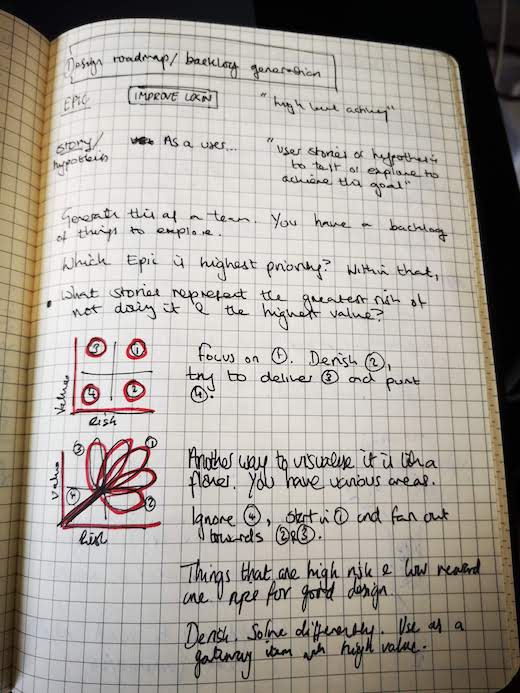 Design roadmap/ backlog generation
EPIC IMPROVE LOGIN "high level activity"
Story/ As a user... "User stories or hypothesis
hypothesis to test or explore to
achieve this goal"
Generate this as a team. You have a backlog
of things to explore.
Which Epic is highest priority? Within that,
• What stories represent the greatest risk of
not doing it & the highest value?
3 1
4 2
Value
Risk
Focus on 1. Derisk 2,
try to deliver 3 and punt
4.
3 1
4 2
Value
Risk
Another way to visualise it is like a
flower. You have various areas.
Ignore 4, start in 1 and fan out
towards 2 & 3.
Things that are high risk & low reward
are ripe for good design.
Derisk. Solve differently. Use as a
gateway item with high value.